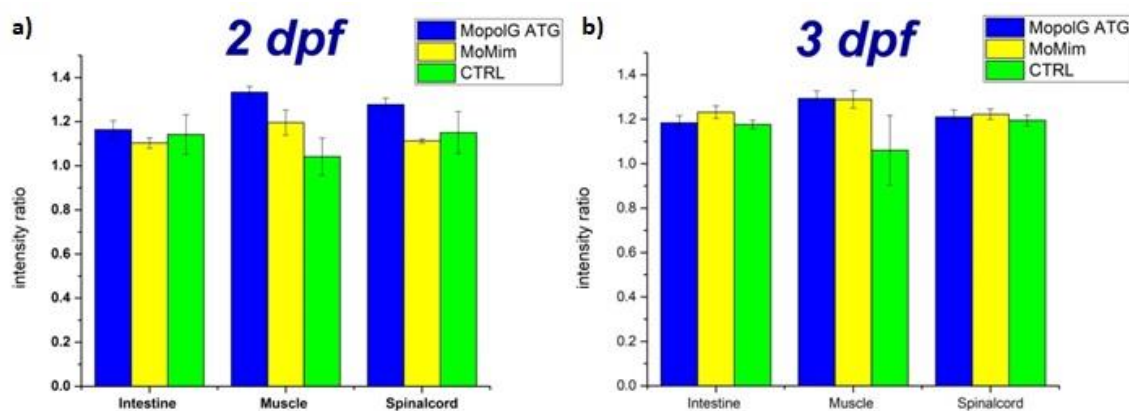 a)
2 dpf
MopolG ATG
MoMim
CTRL
intensity ratio
1.4
1.2
1.0
0.8
0.6
0.4
0.2
0.0
Intestine
Muscle
Spinalcord
b)
3 dpf
MopolG ATG
MoMim
CTRL
intensity ratio
1.4
1.2
1.0
0.8
0.6
0.4
0.2
0.0
Intestine
Muscle
Spinalcord